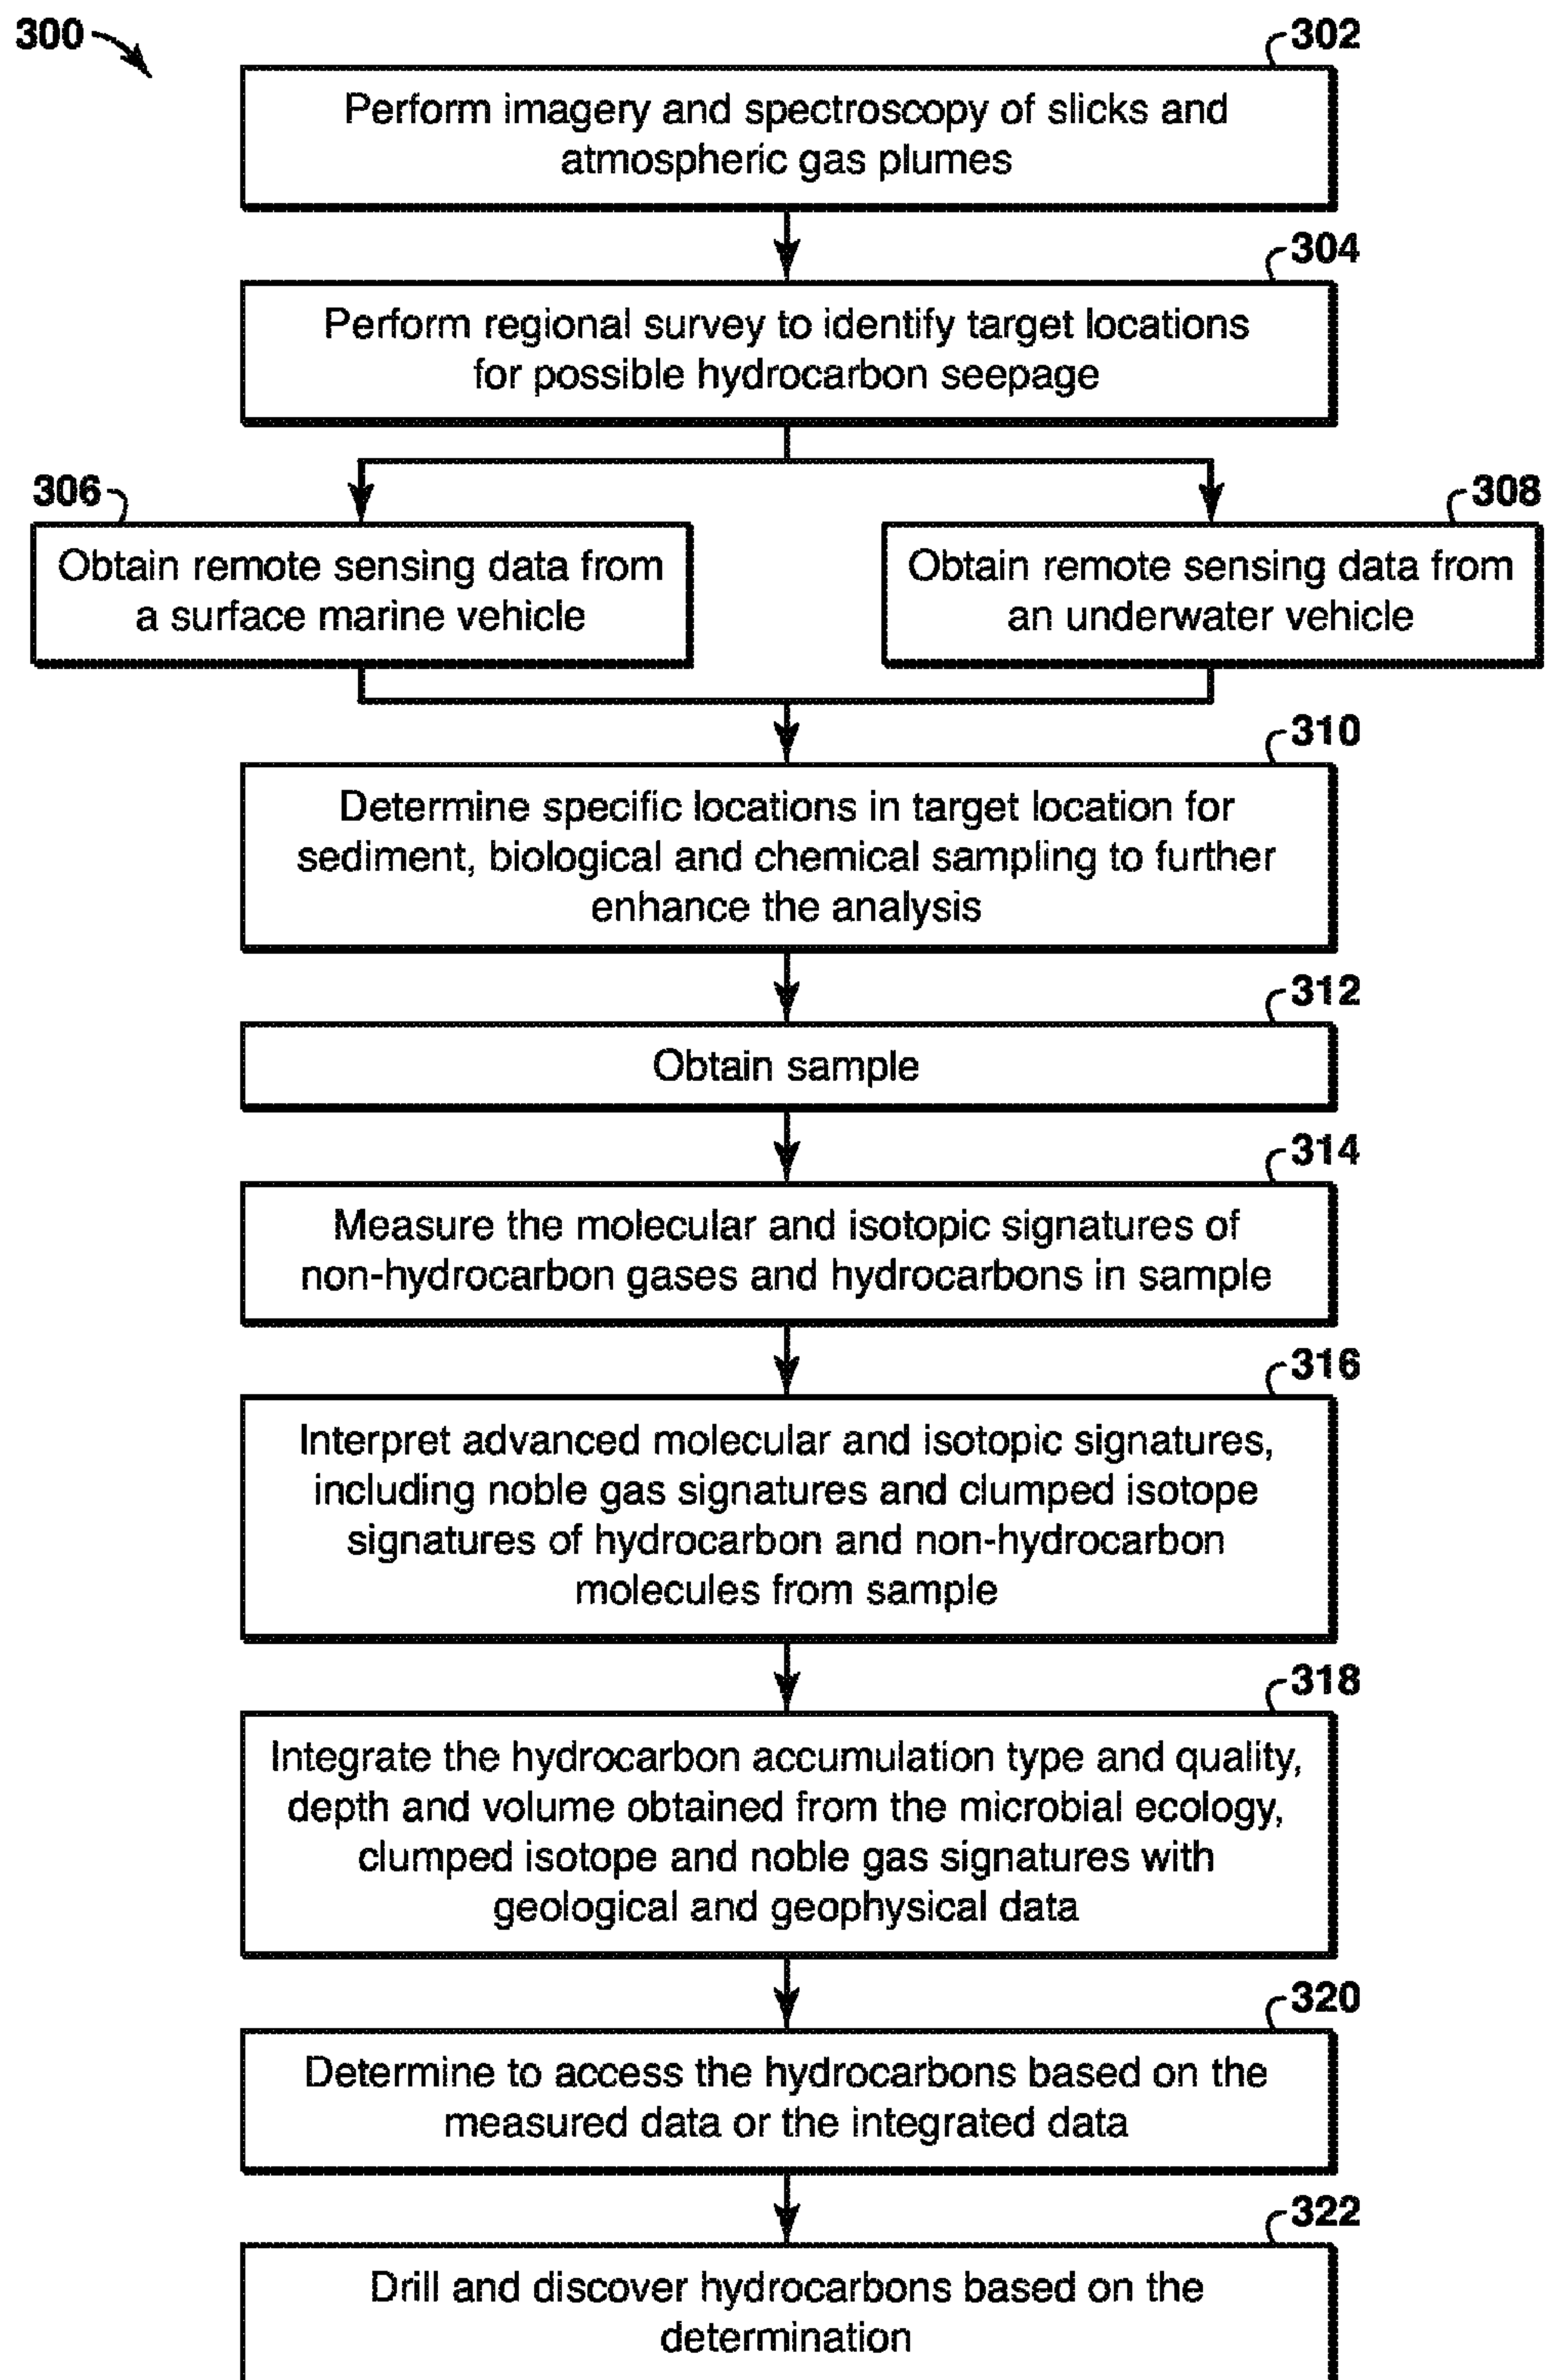 300
302
Perform imagery and spectroscopy of slicks and
atmospheric gas plumes
304
Perform regional survey to identify target locations
for possible hydrocarbon seepage
306
Obtain remote sensing data from
a surface marine vehicle
308
Obtain remote sensing data from
an underwater vehicle
310
Determine specific locations in target location for
sediment, biological and chemical sampling to further
enhance the analysis
312
Obtain sample
314
Measure the molecular and isotopic signatures of
non-hydrocarbon gases and hydrocarbons in sample
316
Interpret advanced molecular and isotopic signatures,
including noble gas signatures and clumped isotope
signatures of hydrocarbon and non-hydrocarbon
molecules from sample
318
Integrate the hydrocarbon accumulation type and quality,
depth and volume obtained from the microbial ecology,
clumped isotope and noble gas signatures with
geological and geophysical data
320
Determine to access the hydrocarbons based on the
measured data or the integrated data
322
Drill and discover hydrocarbons based on the
determination